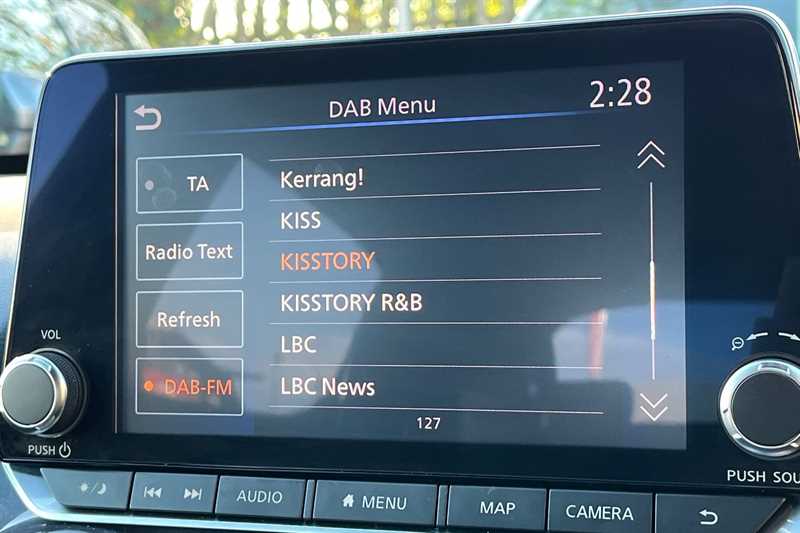 DAB Menu
2:28
TA
Radio Text
Refresh
DAB-FM
Kerrang!
KISS
KISSTORY
KISSTORY R&B
LBC
LBC News
127
VOL
PUSH
PUSH SOU
AUDIO
MENU
MAP
CAMERA